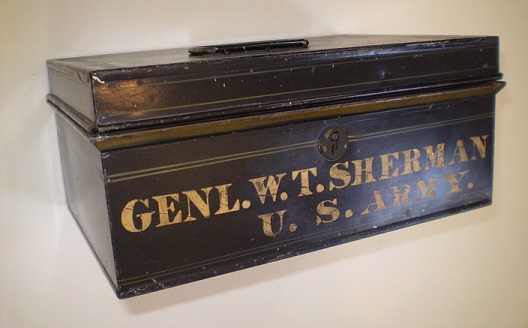 GENL. W. T. SHERMAN
U. S. ARMY.